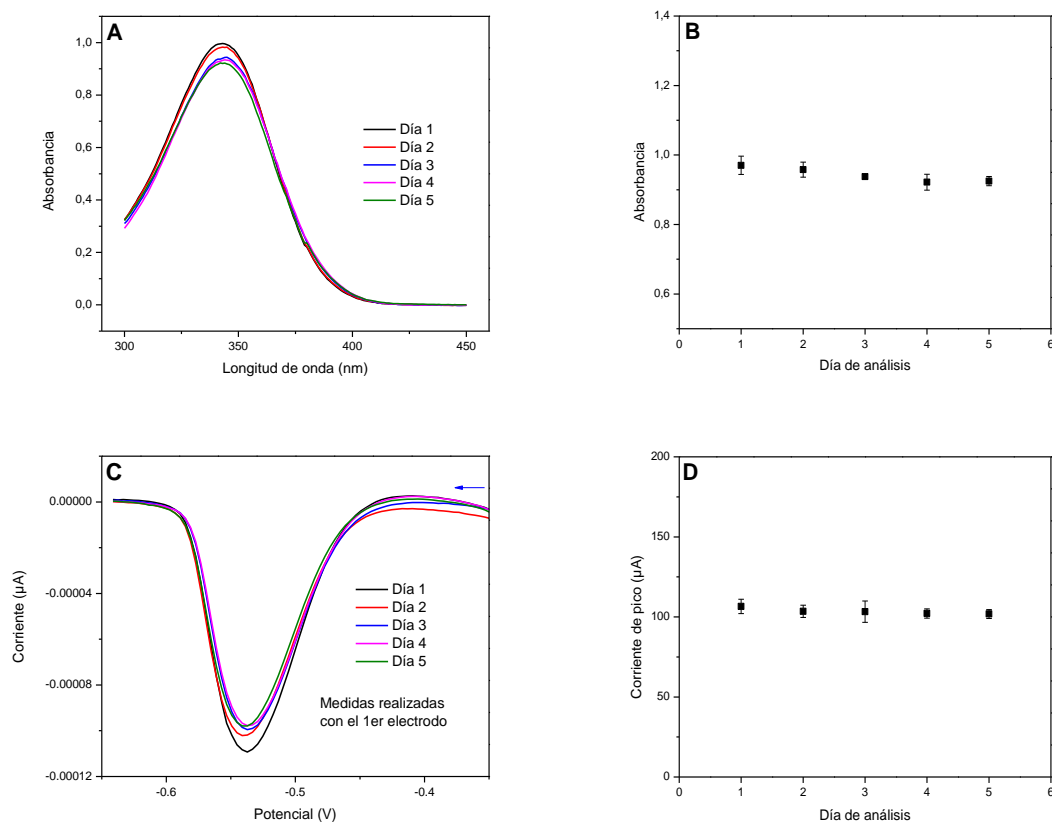 A
1,0
0,8
0,6
0,4
0,2
0,0
Absorbancia
Día 1
Día 2
Día 3
Día 4
Día 5
300
350
400
450
Longitud de onda (nm)
B
1,4
1,2
1,0
0,8
0,6
Absorbancia
0
1
2
3
4
5
6
Día de análisis
C
0.00000
-0.00004
-0.00008
-0.00012
Corriente (µA)
Día 1
Día 2
Día 3
Día 4
Día 5
Medidas realizadas
con el 1er electrodo
-0.6
-0.5
-0.4
Potencial (V)
D
200
150
100
50
0
Corriente de pico (µA)
0
1
2
3
4
5
6
Día de análisis